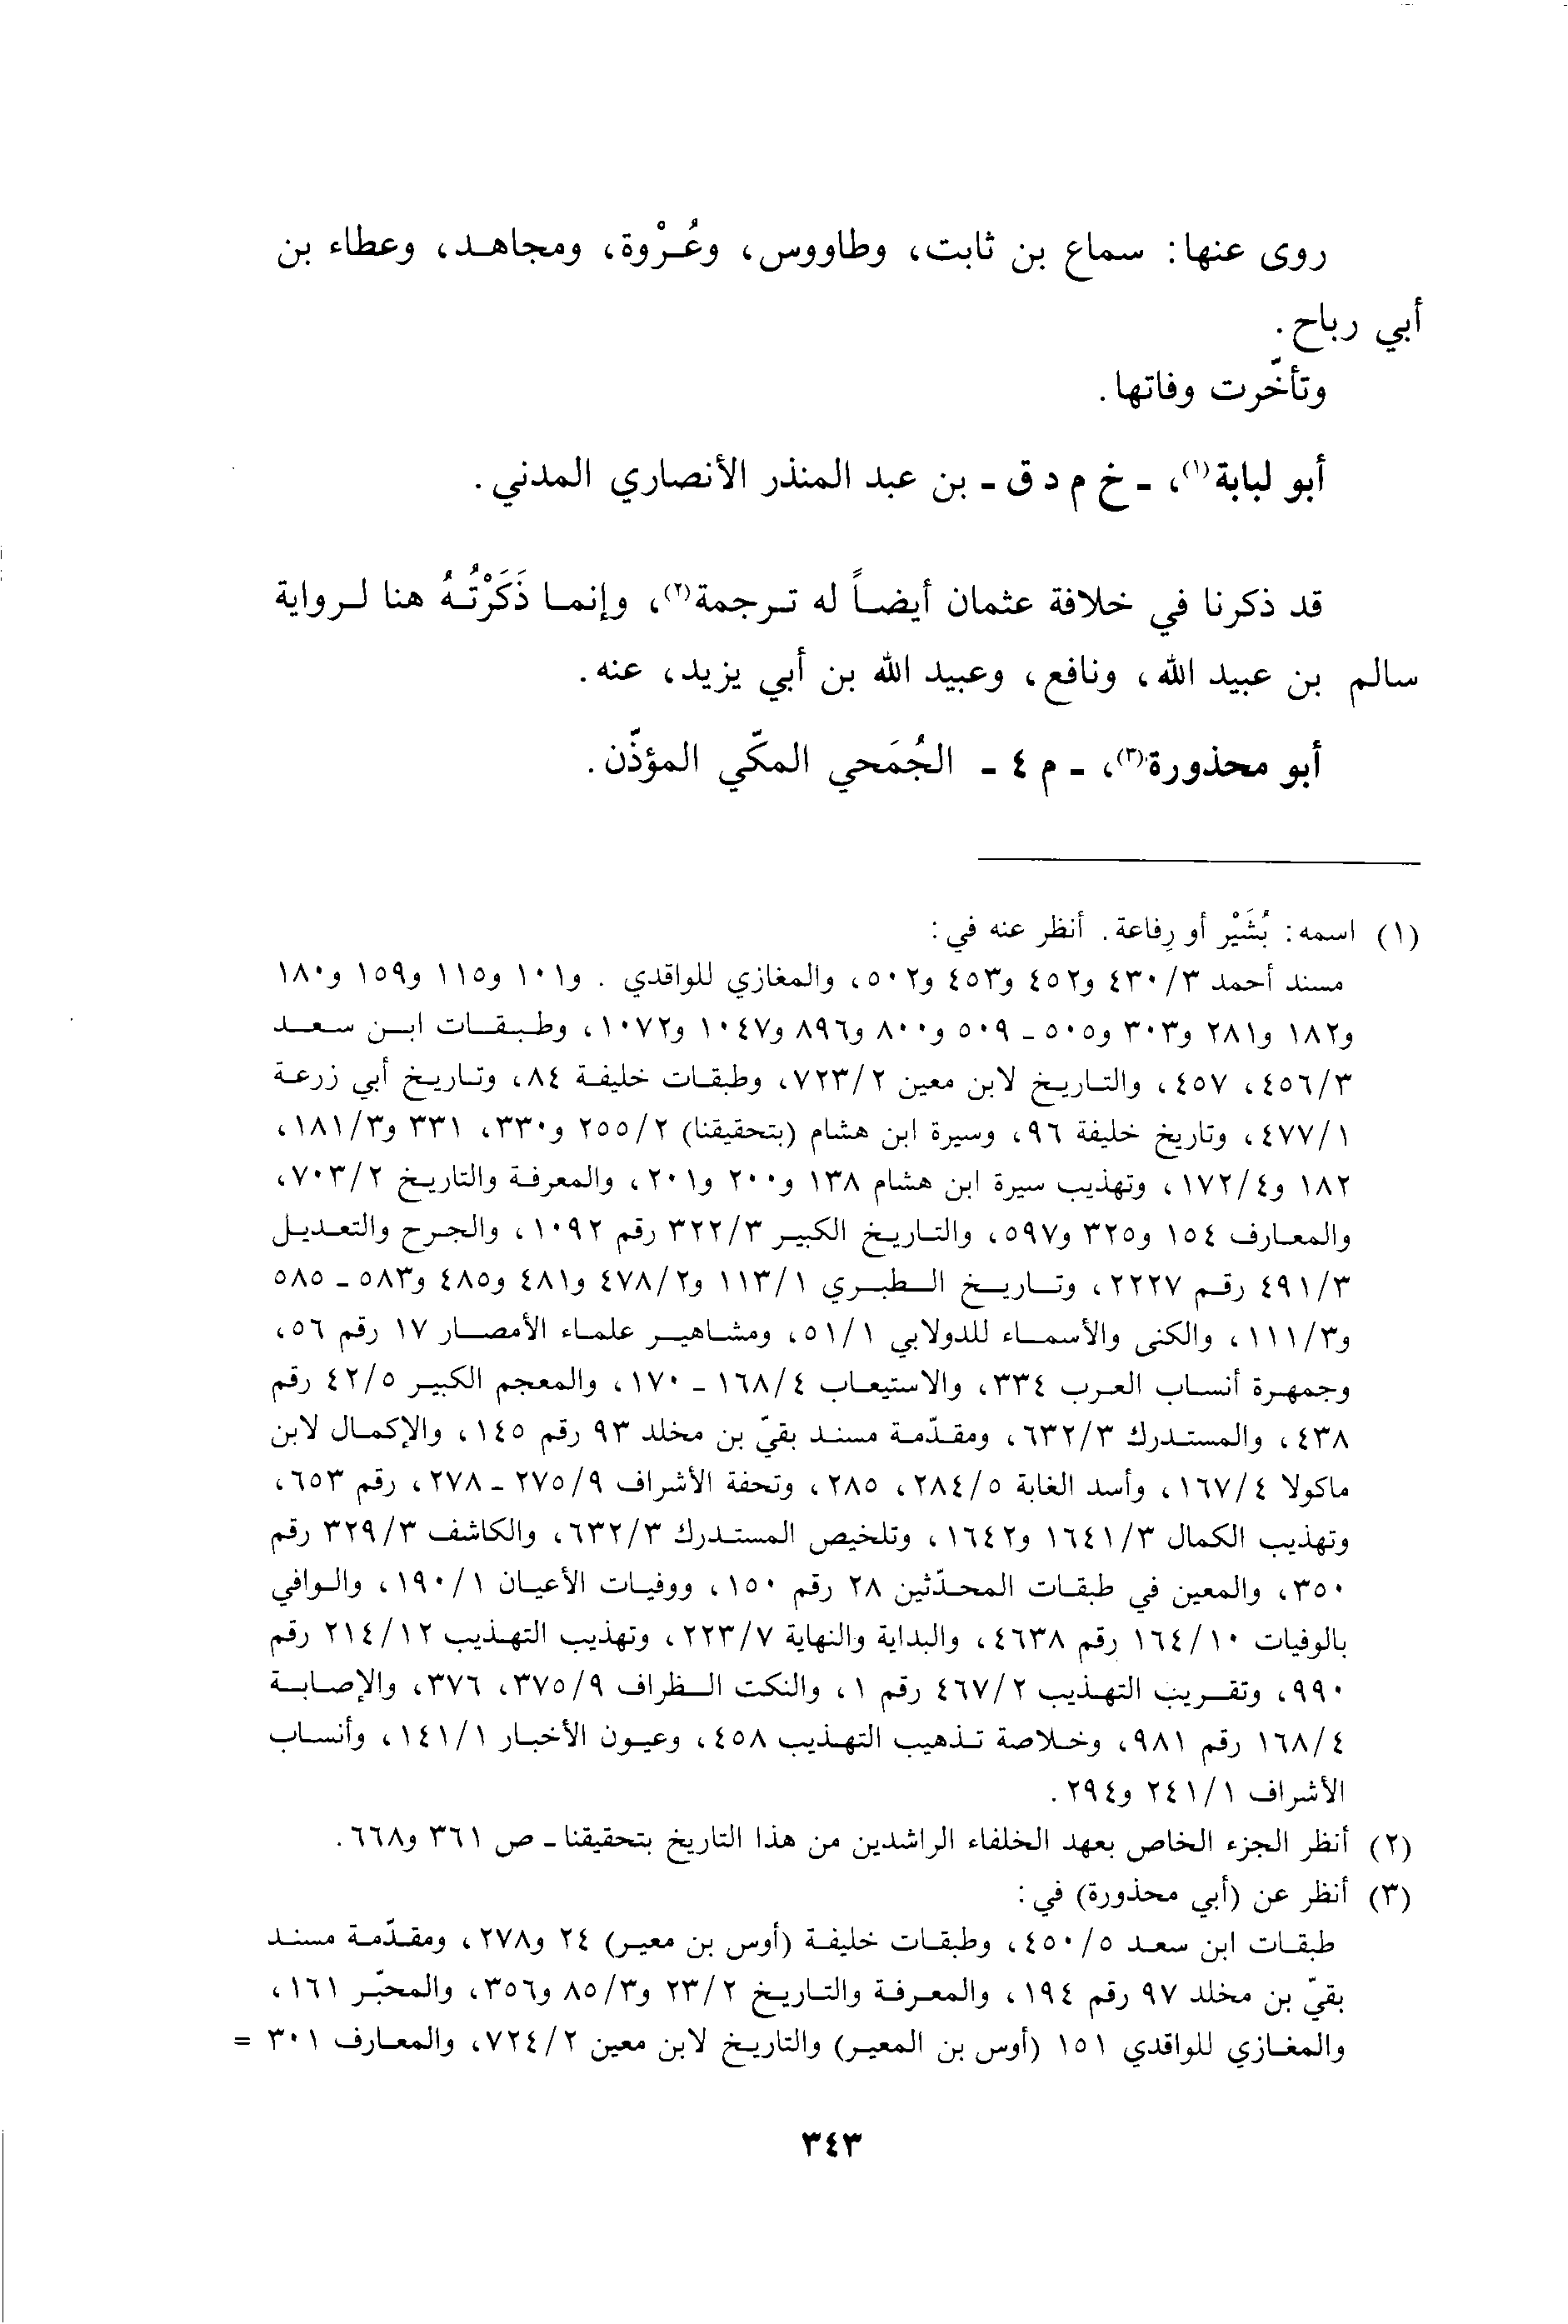 روى عنها: سماع بن ثابت، وطاووس، وعُرْوة، ومجاهد، وعطاء بن
أبي رباح.
وتأخّرت وفاتها.
أبو لبابة(١)، ـ خ م د ق ـ بن عبد المنذر الأنصاري المدني.
قد ذكرنا في خلافة عثمان أيضاً له ترجمة(٢)، وإنما ذَكَرْتُهُ هنا لرواية
سالم بن عبيد الله، ونافع، وعبيد الله بن أبي يزيد، عنه.
أبو محذورة(٣)، ـ م ٤ ـ الجُمَحي المكّي المؤذّن.
(١) اسمه: بُشَيْر أو رِفاعة. أنظر عنه في:
مسند أحمد ٤٣٠/٣ و٤٥٢ و٤٥٣ و٥٠٢، والمغازي للواقدي . و١٠١ و١١٥ و١٥٩ و١٨٠
و١٨٢ و٢٨١ و٣٠٣ و٥٠٥ ـ ٥٠٩ و٨٠٠ و٨٩٦ و١٠٤٧ و١٠٧٢، وطبقات ابن سعد
٤٥٦/٣، ٤٥٧، والتاريخ لابن معين ٧٢٣/٢، وطبقات خليفة ٨٤، وتاريخ أبي زرعة
٤٧٧/١، وتاريخ خليفة ٩٦، وسيرة ابن هشام (بتحقيقنا) ٢٥٥/٢ و٣٣٠، ٣٣١ و١٨١/٣،
١٨٢ و١٧٢/٤، وتهذيب سيرة ابن هشام ١٣٨ و٢٠٠ و٢٠١، والمعرفة والتاريخ ٧٠٣/٢،
والمعارف ١٥٤ و٣٢٥ و٥٩٧، والتاريخ الكبير ٣٢٢/٣ رقم ١٠٩٢، والجرح والتعديل
٤٩١/٣ رقم ٢٢٢٧، وتاريخ الطبري ١١٣/١ و٤٧٨/٢ و٤٨١ و٤٨٥ و٥٨٣ ـ ٥٨٥
و١١١/٣، والكنى والأسماء للدولابي ٥١/١، ومشاهير علماء الأمصار ١٧ رقم ٥٦،
وجمهرة أنساب العرب ٣٣٤، والاستيعاب ١٦٨/٤ ـ ١٧٠، والمعجم الكبير ٤٢/٥ رقم
٤٣٨، والمستدرك ٦٣٢/٣، ومقدّمة مسند بقيّ بن مخلد ٩٣ رقم ١٤٥، والإكمال لابن
ماكولا ١٦٧/٤، وأسد الغابة ٢٨٤/٥، ٢٨٥، وتحفة الأشراف ٢٧٥/٩ ـ ٢٧٨، رقم ٦٥٣،
وتهذيب الكمال ١٦٤١/٣ و١٦٤٢، وتلخيص المستدرك ٦٣٢/٣، والكاشف ٣٢٩/٣ رقم
٣٥٠، والمعين في طبقات المحدّثين ٢٨ رقم ١٥٠، ووفيات الأعيان ١٩٠/١، والوافي
بالوفيات ١٦٤/١٠ رقم ٤٦٣٨، والبداية والنهاية ٢٢٣/٧، وتهذيب التهذيب ٢١٤/١٢ رقم
٩٩٠، وتقريب التهذيب ٤٦٧/٢ رقم ١، والنكت الظراف ٣٧٥/٩، ٣٧٦، والإصابة
١٦٨/٤ رقم ٩٨١، وخلاصة تذهيب التهذيب ٤٥٨، وعيون الأخبار ١٤١/١، وأنساب
الأشراف ٢٤١/١ و٢٩٤.
(٢) أنظر الجزء الخاص بعهد الخلفاء الراشدين من هذا التاريخ بتحقيقنا ـ ص ٣٦١ و٦٦٨.
(٣) أنظر عن (أبي محذورة) في:
طبقات ابن سعد ٤٥٠/٥، وطبقات خليفة (أوس بن معير) ٢٤ و٢٧٨، ومقدّمة مسند
بقيّ بن مخلد ٩٧ رقم ١٩٤، والمعرفة والتاريخ ٢٣/٢ و٨٥/٣ و٣٥٦، والمحبّر ١٦١،
والمغازي للواقدي ١٥١ (أوس بن المعير) والتاريخ لابن معين ٧٢٤/٢، والمعارف ٣٠١ =
٣٤٣